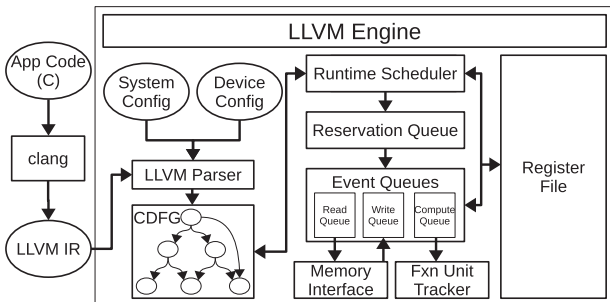 LLVM Engine
App Code
(C)
System
Config
Device
Config
Runtime Scheduler
Reservation Queue
clang
LLVM Parser
Event Queues
Read
Queue
Write
Queue
Compute
Queue
Register
File
CDFG
LLVM IR
Memory
Interface
Fxn Unit
Tracker